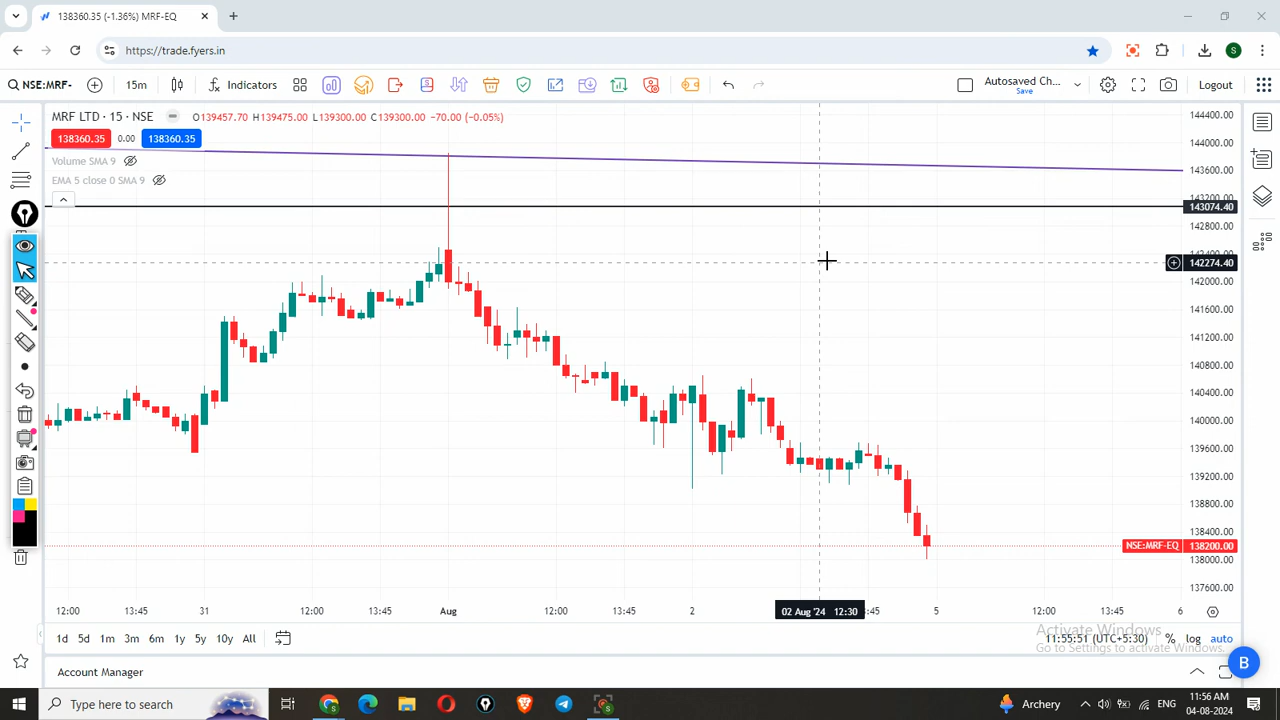 138360.35 (-1.36%) MRF-EQ
https://trade.fyers.in
S
NSE:MRF-
15m
Indicators
Autosaved Ch...
Save
Logout
MRF LTD · 15 · NSE
O139457.70 H139475.00 L139300.00 C139300.00 -70.00 (-0.05%)
138360.35 0.00 138360.35
Volume SMA 9
EMA 5 close 0 SMA 9
144400.00
144000.00
143600.00
143200.00
143074.40
142800.00
142400.00
142274.40
142000.00
141600.00
141200.00
140800.00
140400.00
140000.00
139600.00
139200.00
138800.00
138400.00
NSE:MRF-EQ 138200.00
138000.00
137600.00
12:00 13:45 31 12:00 13:45 Aug 12:00 13:45 2 02 Aug '24 12:30 :45 5 12:00 13:45 6
1d 5d 1m 3m 6m 1y 5y 10y All
Activate Windows
11:55:51 (UTC+5:30) % log auto
Go to Settings to activate Windows.
Account Manager
B
Type here to search
Archery
ENG
11:56 AM
04-08-2024